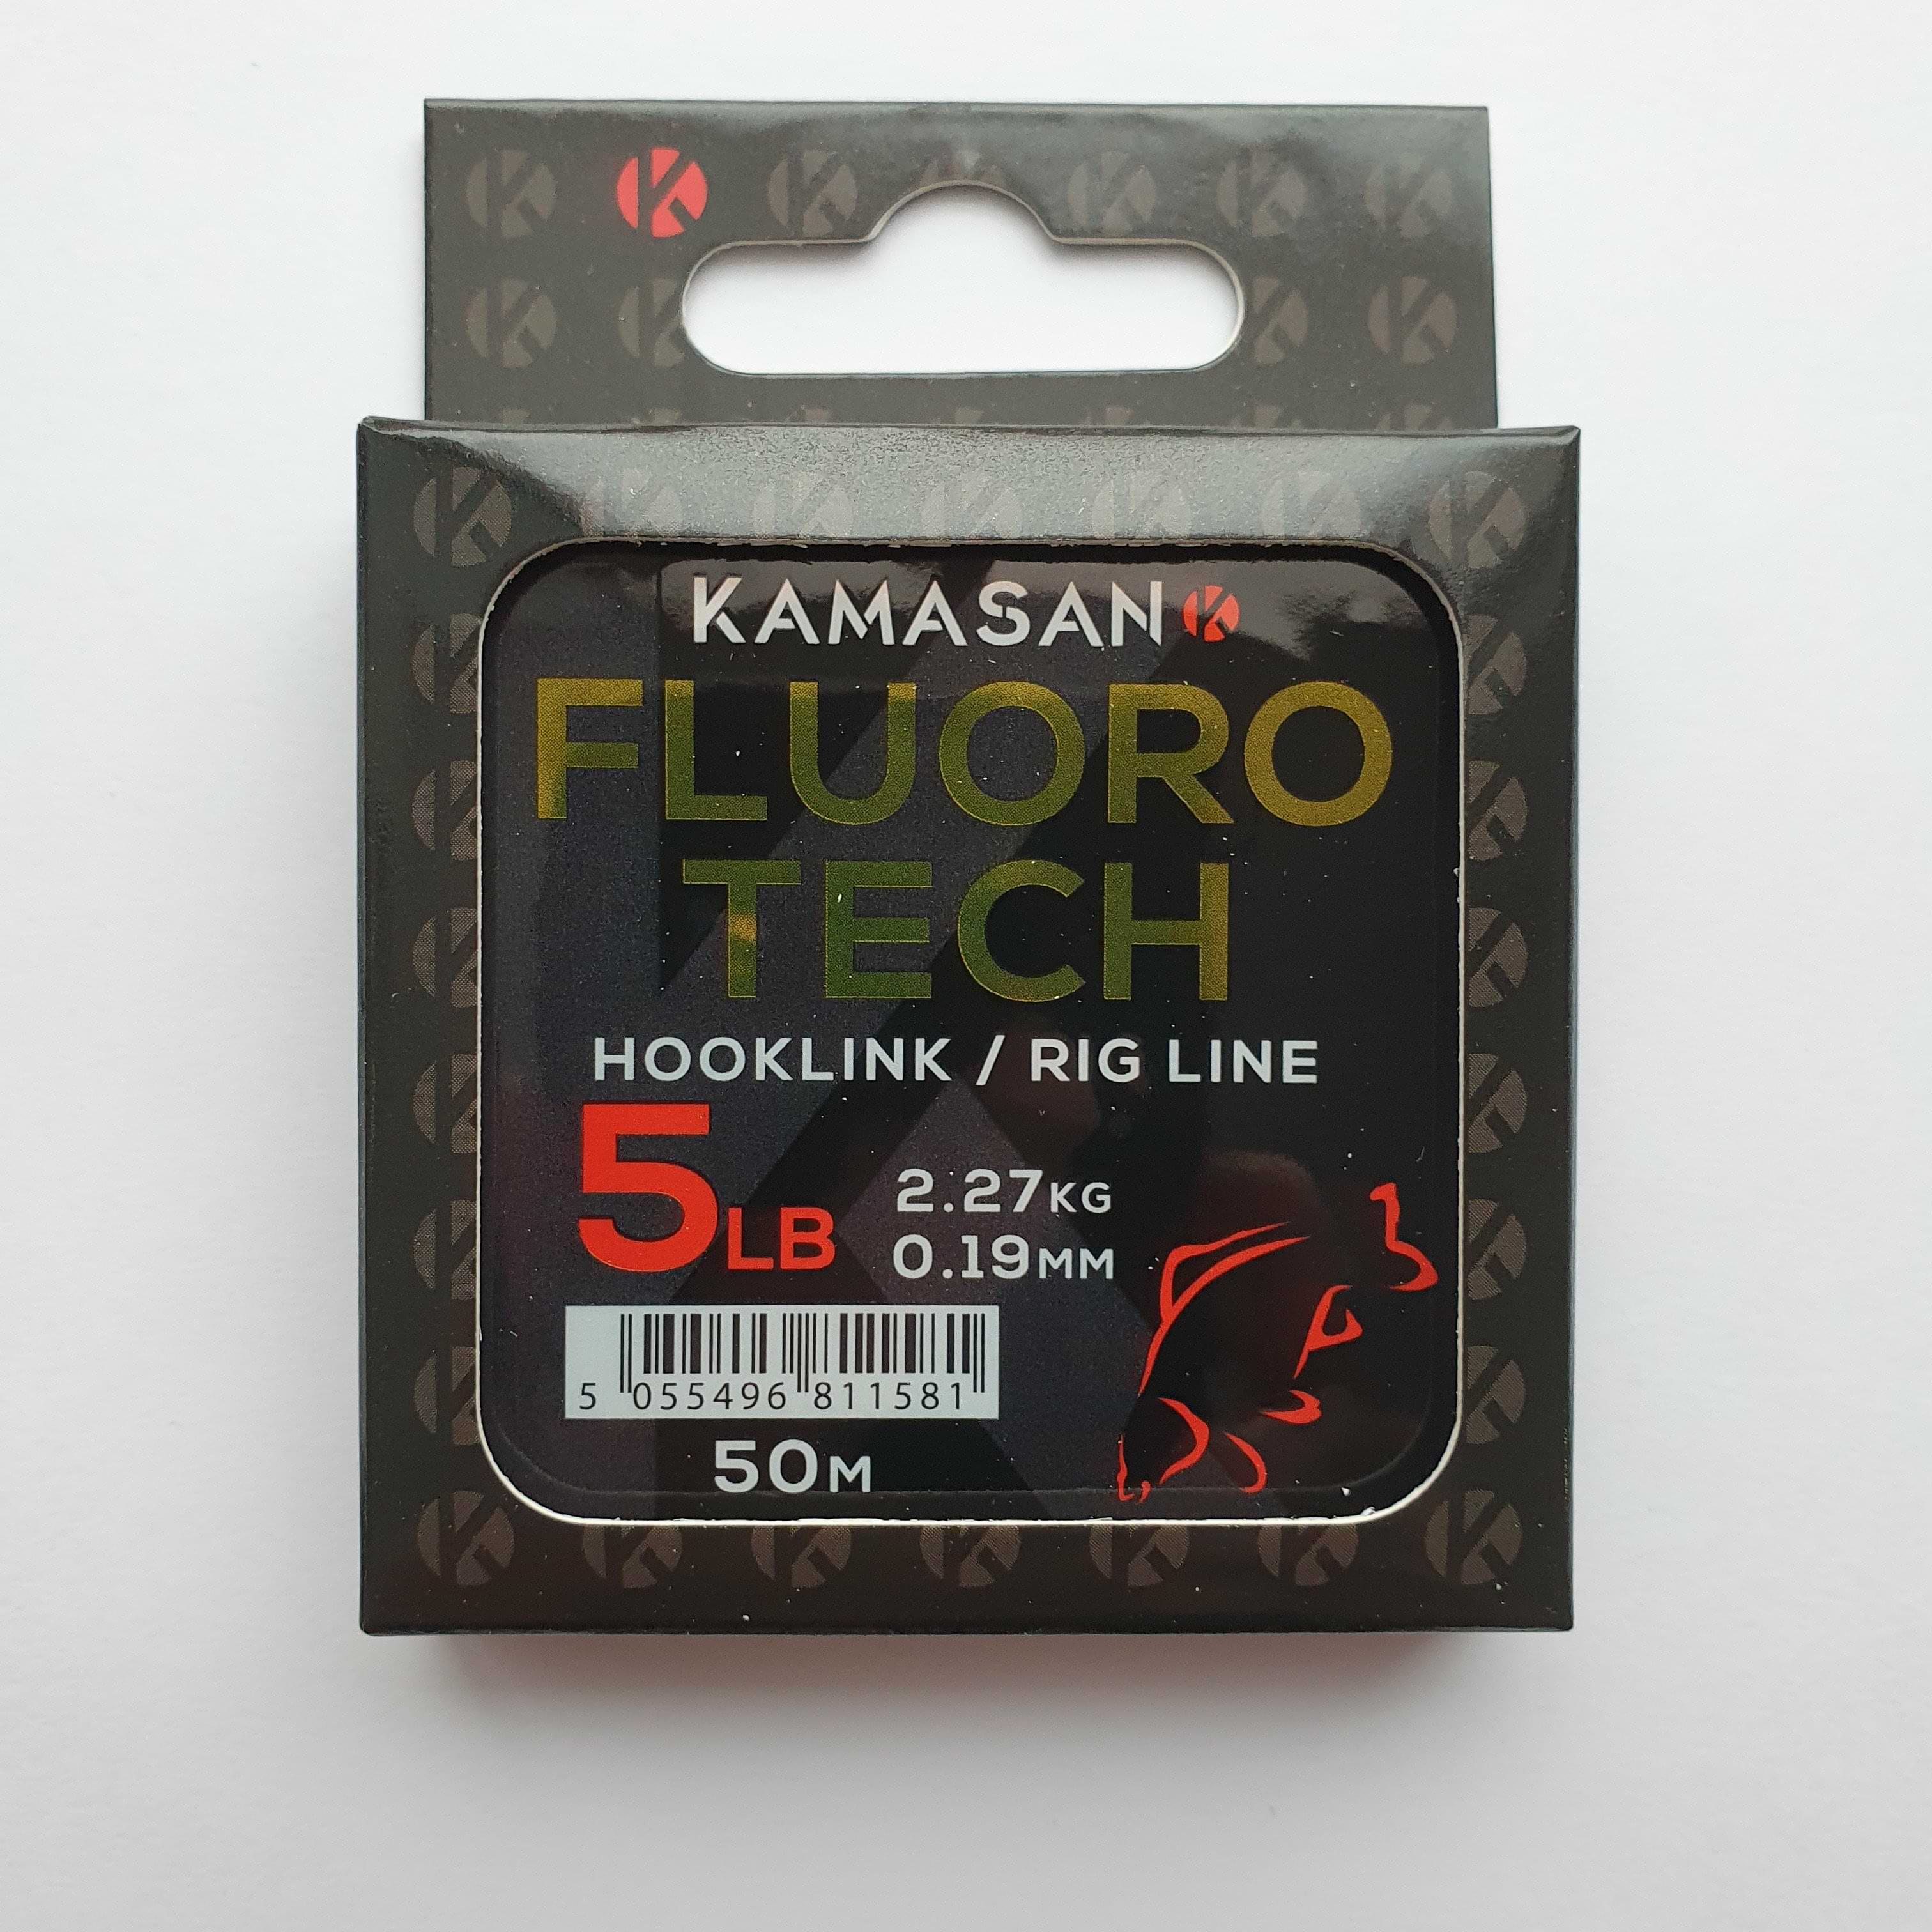 KAMASAN
FLUORO
TECH
HOOKLINK / RIG LINE
5LB
2.27KG
0.19MM
5 055496 811581
50M